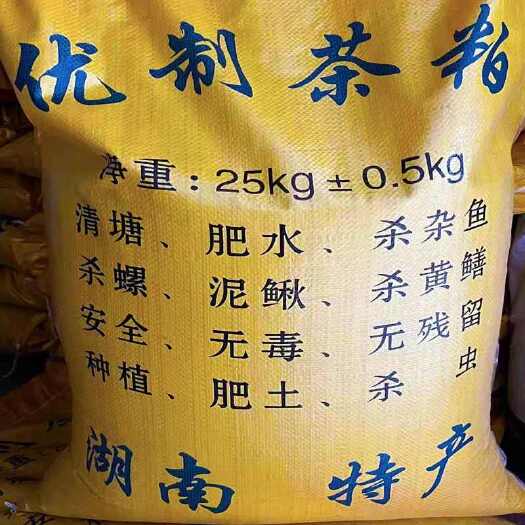 优制茶粕
净重:25kg±0.5kg
清塘、肥水、杀杂鱼
杀螺、泥鳅、杀黄鳝
安全、无毒、无残留
种植、肥土、杀虫
湖南特产